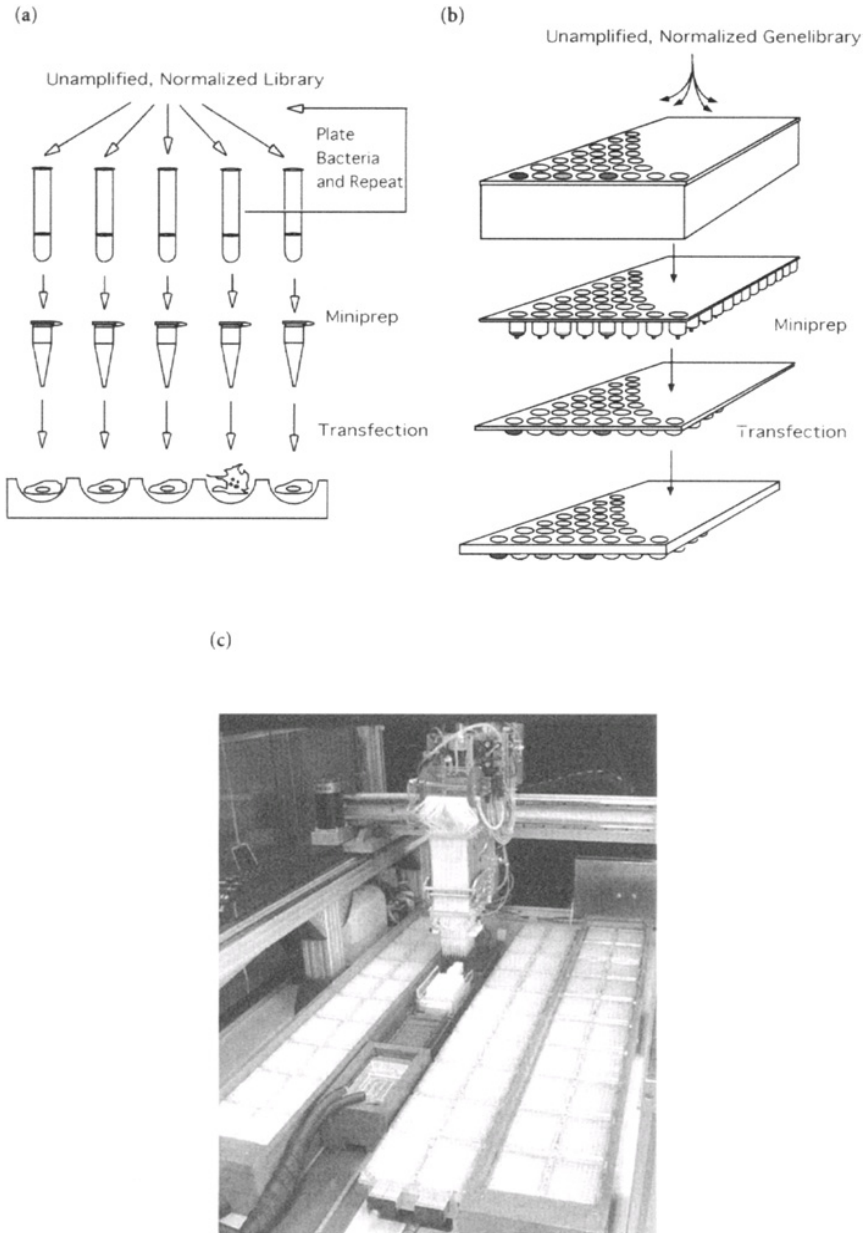 (a)
Unamplified, Normalized Library
Plate
Bacteria
and Repeat
Miniprep
Transfection
(b)
Unamplified, Normalized Genelibrary
Miniprep
Transfection
(c)